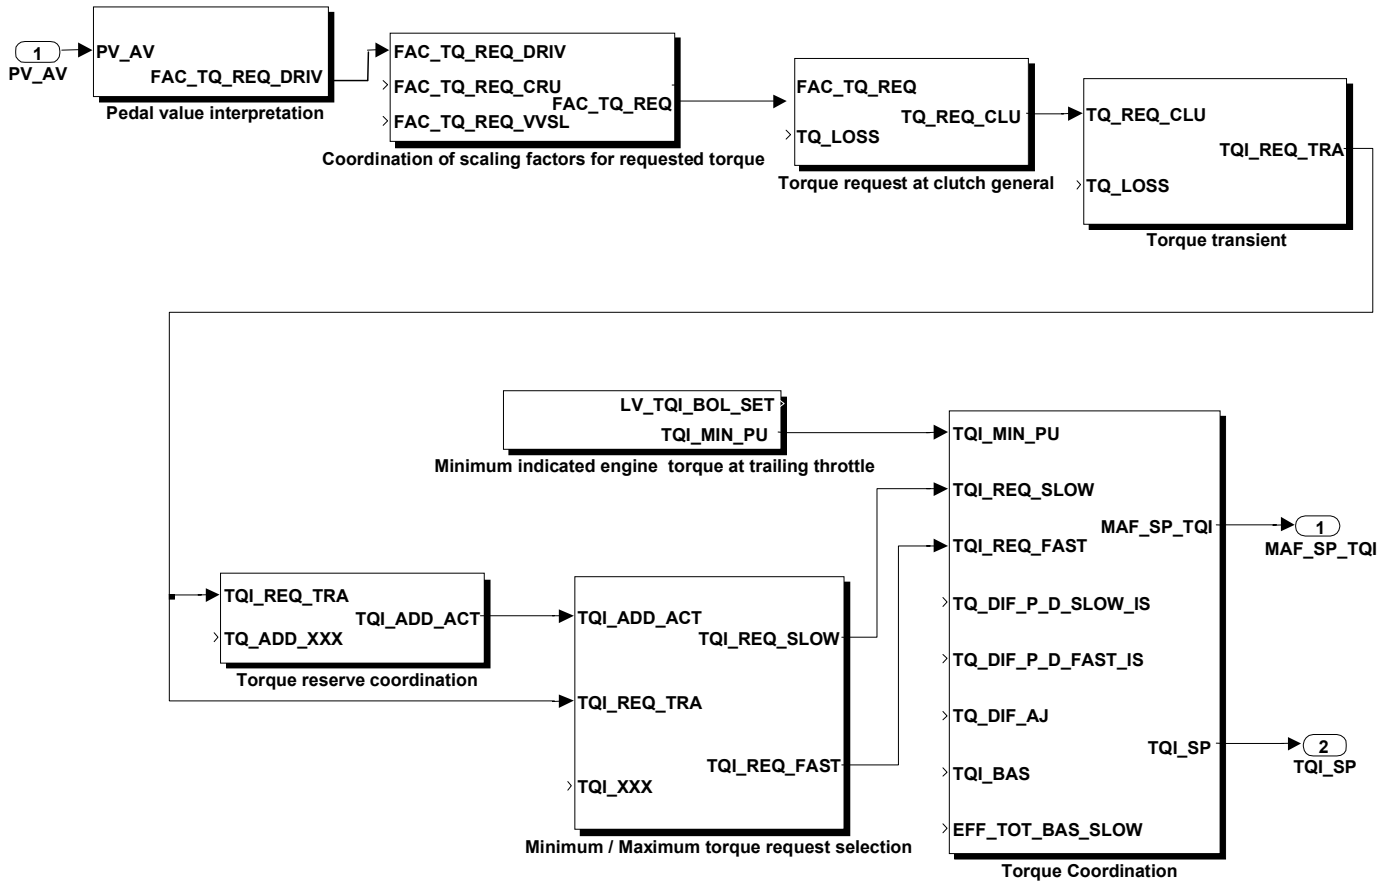 1
PV_AV
PV_AV
FAC_TQ_REQ_DRIV
Pedal value interpretation
FAC_TQ_REQ_DRIV
FAC_TQ_REQ_CRU
FAC_TQ_REQ
FAC_TQ_REQ_VVSL
Coordination of scaling factors for requested torque
FAC_TQ_REQ
TQ_REQ_CLU
TQ_LOSS
Torque request at clutch general
TQ_REQ_CLU
TQI_REQ_TRA
TQ_LOSS
Torque transient
LV_TQI_BOL_SET
TQI_MIN_PU
Minimum indicated engine  torque at trailing throttle
TQI_REQ_TRA
TQI_ADD_ACT
TQ_ADD_XXX
Torque reserve coordination
TQI_ADD_ACT
TQI_REQ_SLOW
TQI_REQ_TRA
TQI_REQ_FAST
TQI_XXX
Minimum / Maximum torque request selection
TQI_MIN_PU
TQI_REQ_SLOW
MAF_SP_TQI
TQI_REQ_FAST
TQ_DIF_P_D_SLOW_IS
TQ_DIF_P_D_FAST_IS
TQ_DIF_AJ
TQI_SP
TQI_BAS
EFF_TOT_BAS_SLOW
Torque Coordination
1
MAF_SP_TQI
2
TQI_SP